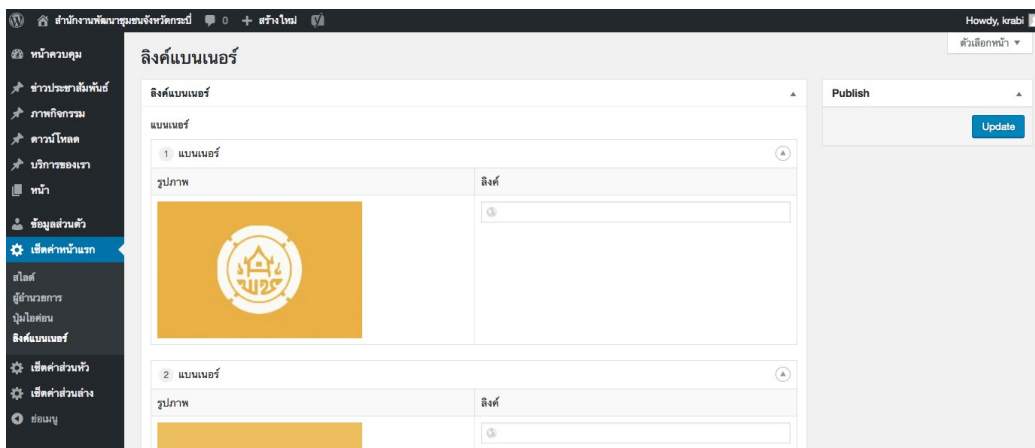 สำนักงานพัฒนาชุมชนจังหวัดกระบี่ 0 + สร้างใหม่
Howdy, krabi
ตัวเลือกหน้า ▼
หน้าควบคุม
ข่าวประชาสัมพันธ์
ภาพกิจกรรม
ดาวน์โหลด
บริการของเรา
หน้า
ข้อมูลส่วนตัว
เซ็ตค่าหน้าแรก
สไลด์
ผู้อำนวยการ
ปุ่มไอค่อน
ลิงค์แบนเนอร์
เซ็ตค่าส่วนหัว
เซ็ตค่าส่วนล่าง
ย่อเมนู
ลิงค์แบนเนอร์
ลิงค์แบนเนอร์
แบนเนอร์
1 แบนเนอร์
รูปภาพ ลิงค์
พช
2 แบนเนอร์
รูปภาพ ลิงค์
Publish
Update